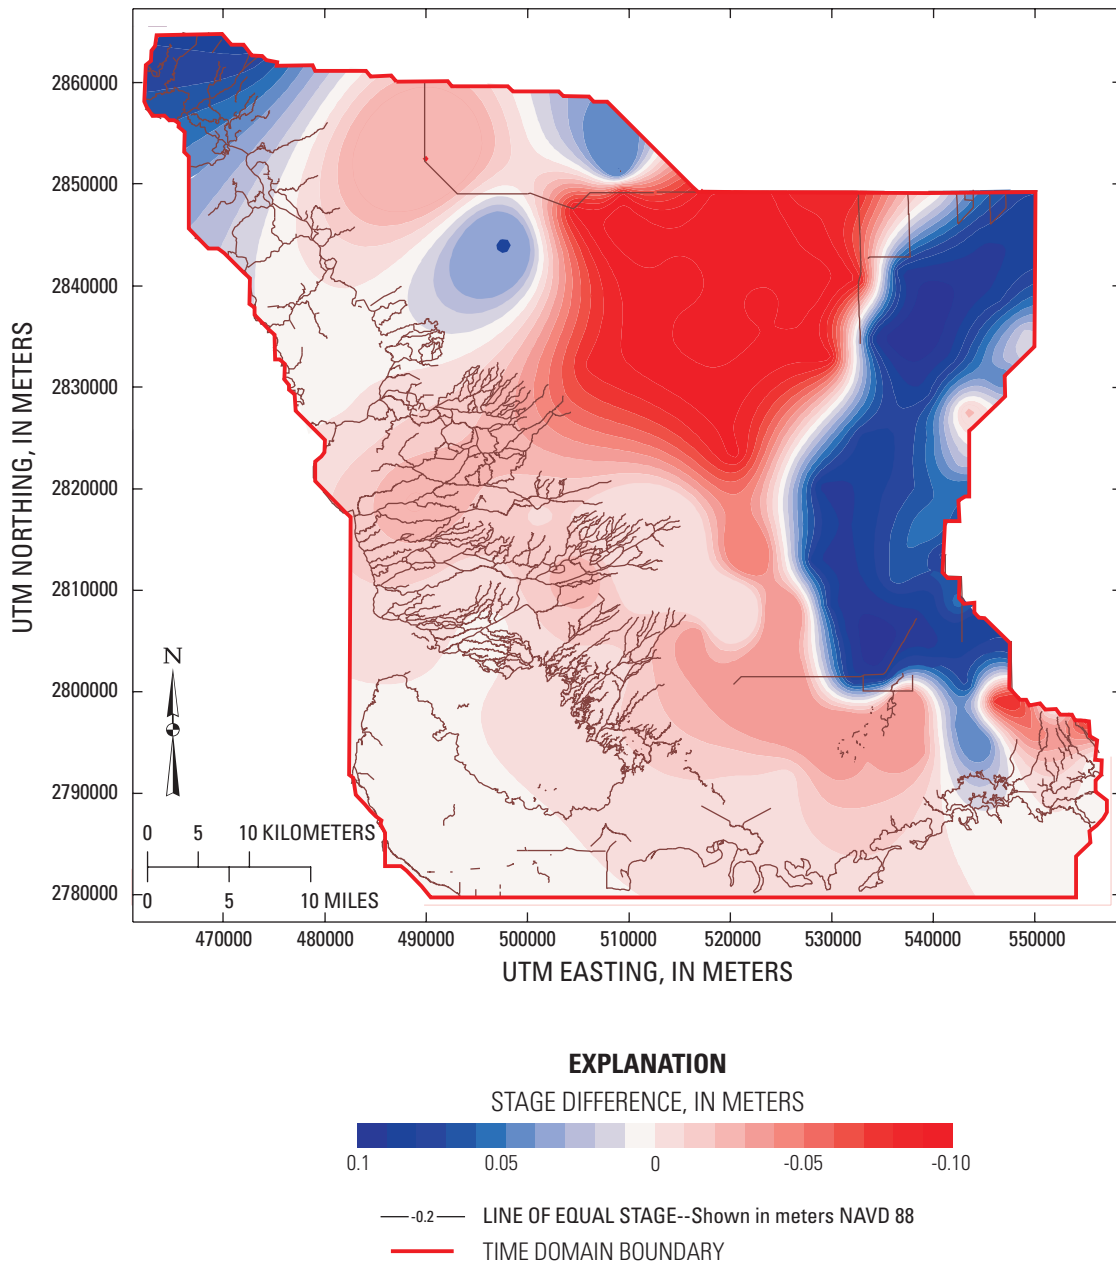 2860000
2850000
2840000
2830000
2820000
2810000
2800000
2790000
2780000
UTM NORTHING, IN METERS
N
0 5 10 KILOMETERS
0 5 10 MILES
470000 480000 490000 500000 510000 520000 530000 540000 550000
UTM EASTING, IN METERS
EXPLANATION
STAGE DIFFERENCE, IN METERS
0.1 0.05 0 -0.05 -0.10
-0.2 LINE OF EQUAL STAGE--Shown in meters NAVD 88
TIME DOMAIN BOUNDARY